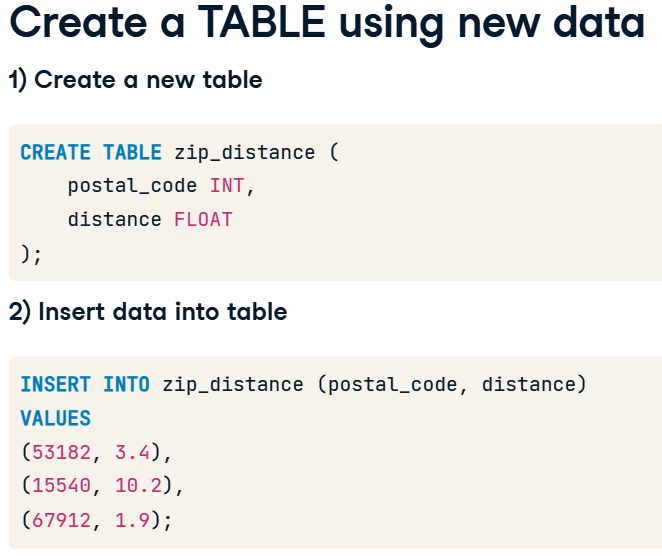 Create a TABLE using new data
1) Create a new table
CREATE TABLE zip_distance (
    postal_code INT,
    distance FLOAT
);
2) Insert data into table
INSERT INTO zip_distance (postal_code, distance)
VALUES
(53182, 3.4),
(15540, 10.2),
(67912, 1.9);